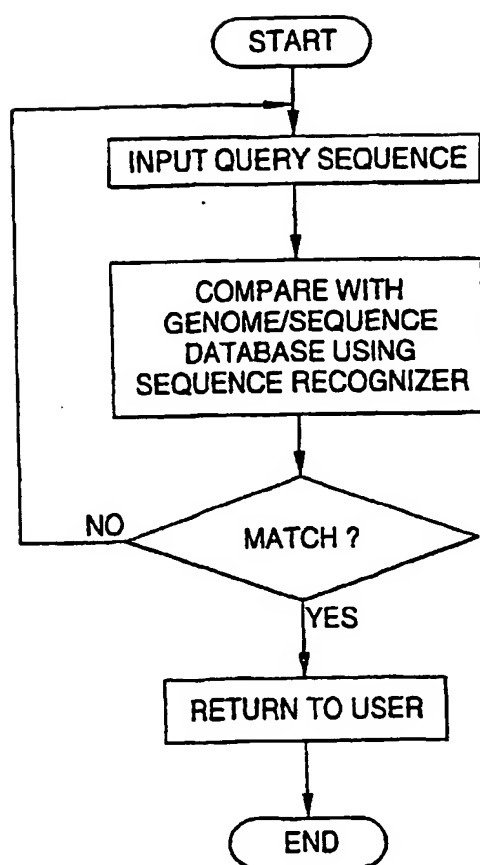 START
INPUT QUERY SEQUENCE
COMPARE WITH
GENOME/SEQUENCE
DATABASE USING
SEQUENCE RECOGNIZER
MATCH ?
NO
YES
RETURN TO USER
END